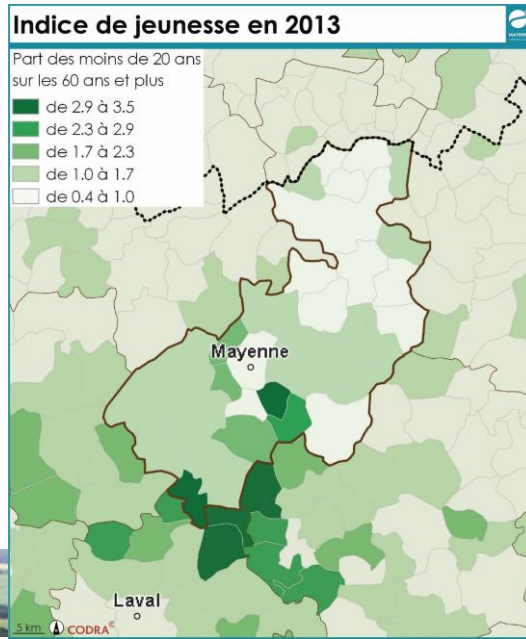 Indice de jeunesse en 2013
MAYENNE
Part des moins de 20 ans
sur les 60 ans et plus
de 2.9 à 3.5
de 2.3 à 2.9
de 1.7 à 2.3
de 1.0 à 1.7
de 0.4 à 1.0
Mayenne
Laval
5 km CODRA©